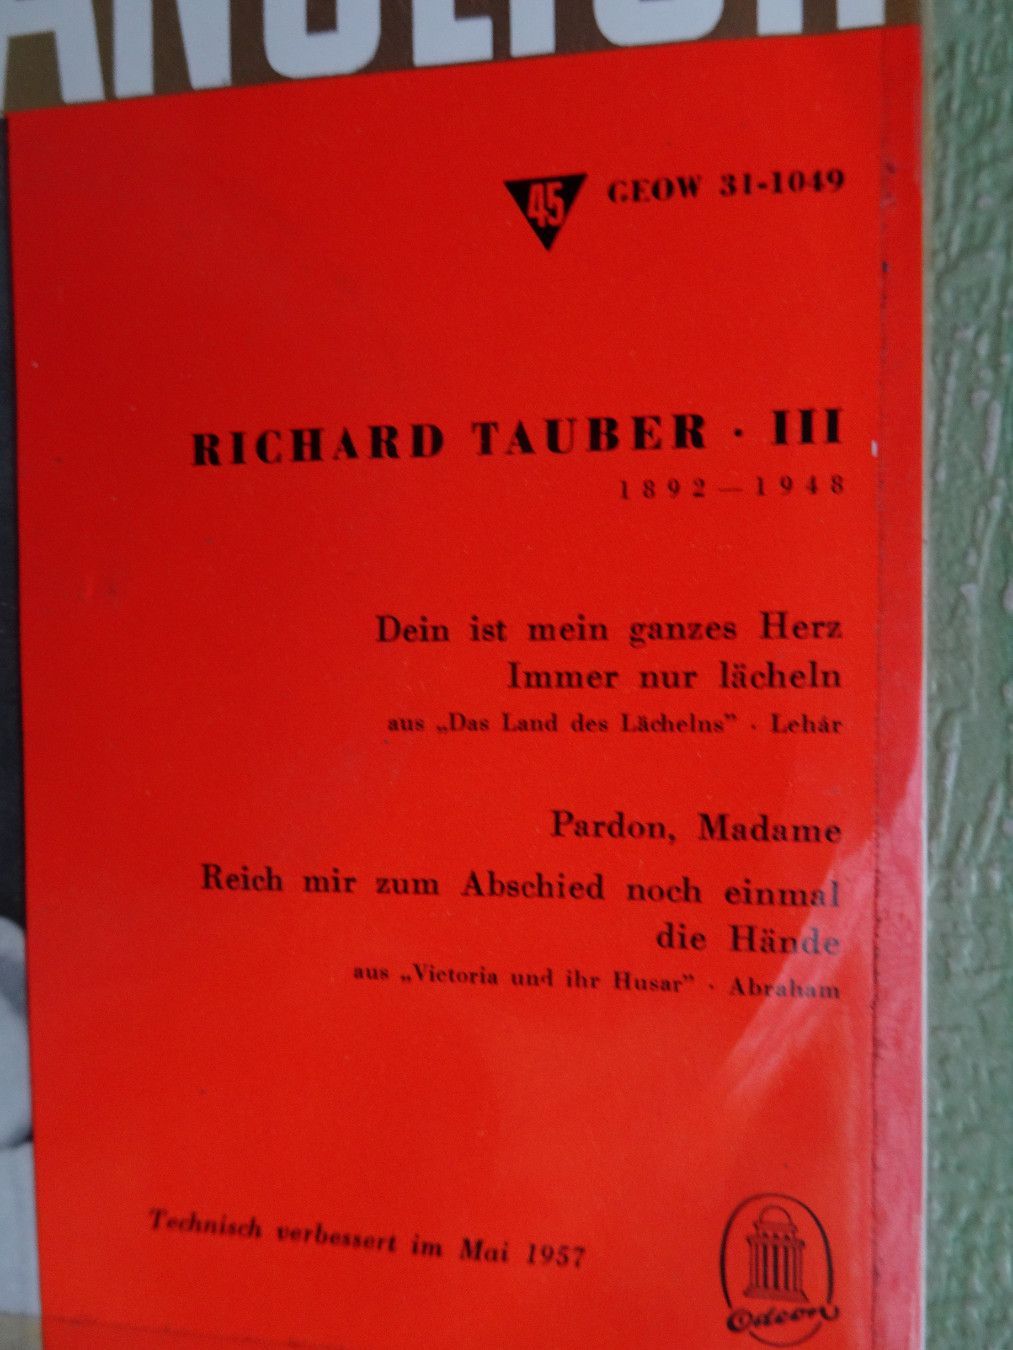 45 GEOW 31-1049
RICHARD TAUBER · III
1892—1948
Dein ist mein ganzes Herz
Immer nur lächeln
aus „Das Land des Lächelns” · Lehár
Pardon, Madame
Reich mir zum Abschied noch einmal
die Hände
aus „Victoria und ihr Husar” · Abraham
Technisch verbessert im Mai 1957
Odeon